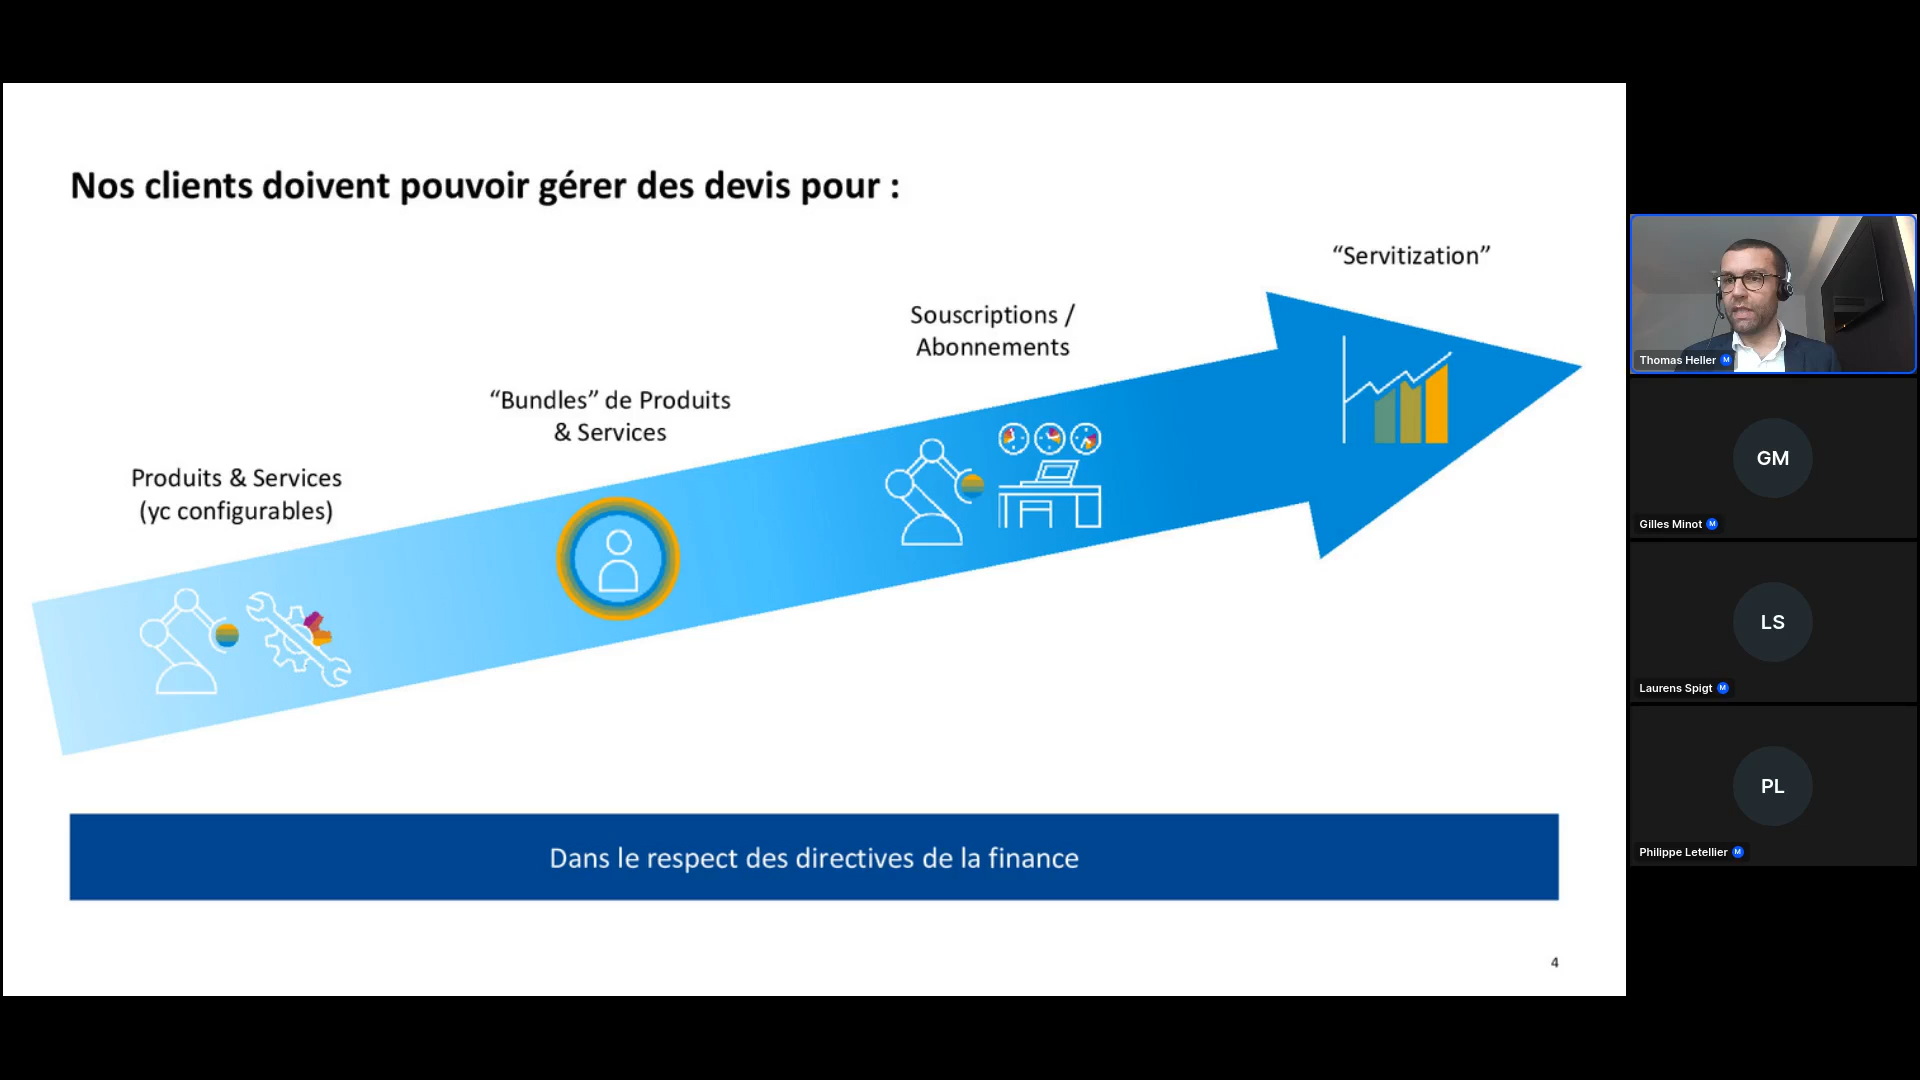 Nos clients doivent pouvoir gérer des devis pour :
“Servitization”
Souscriptions /
Abonnements
“Bundles” de Produits
& Services
Produits & Services
(yc configurables)
Dans le respect des directives de la finance
4
Thomas Heller M
GM
Gilles Minot M
LS
Laurens Spigt M
PL
Philippe Letellier M